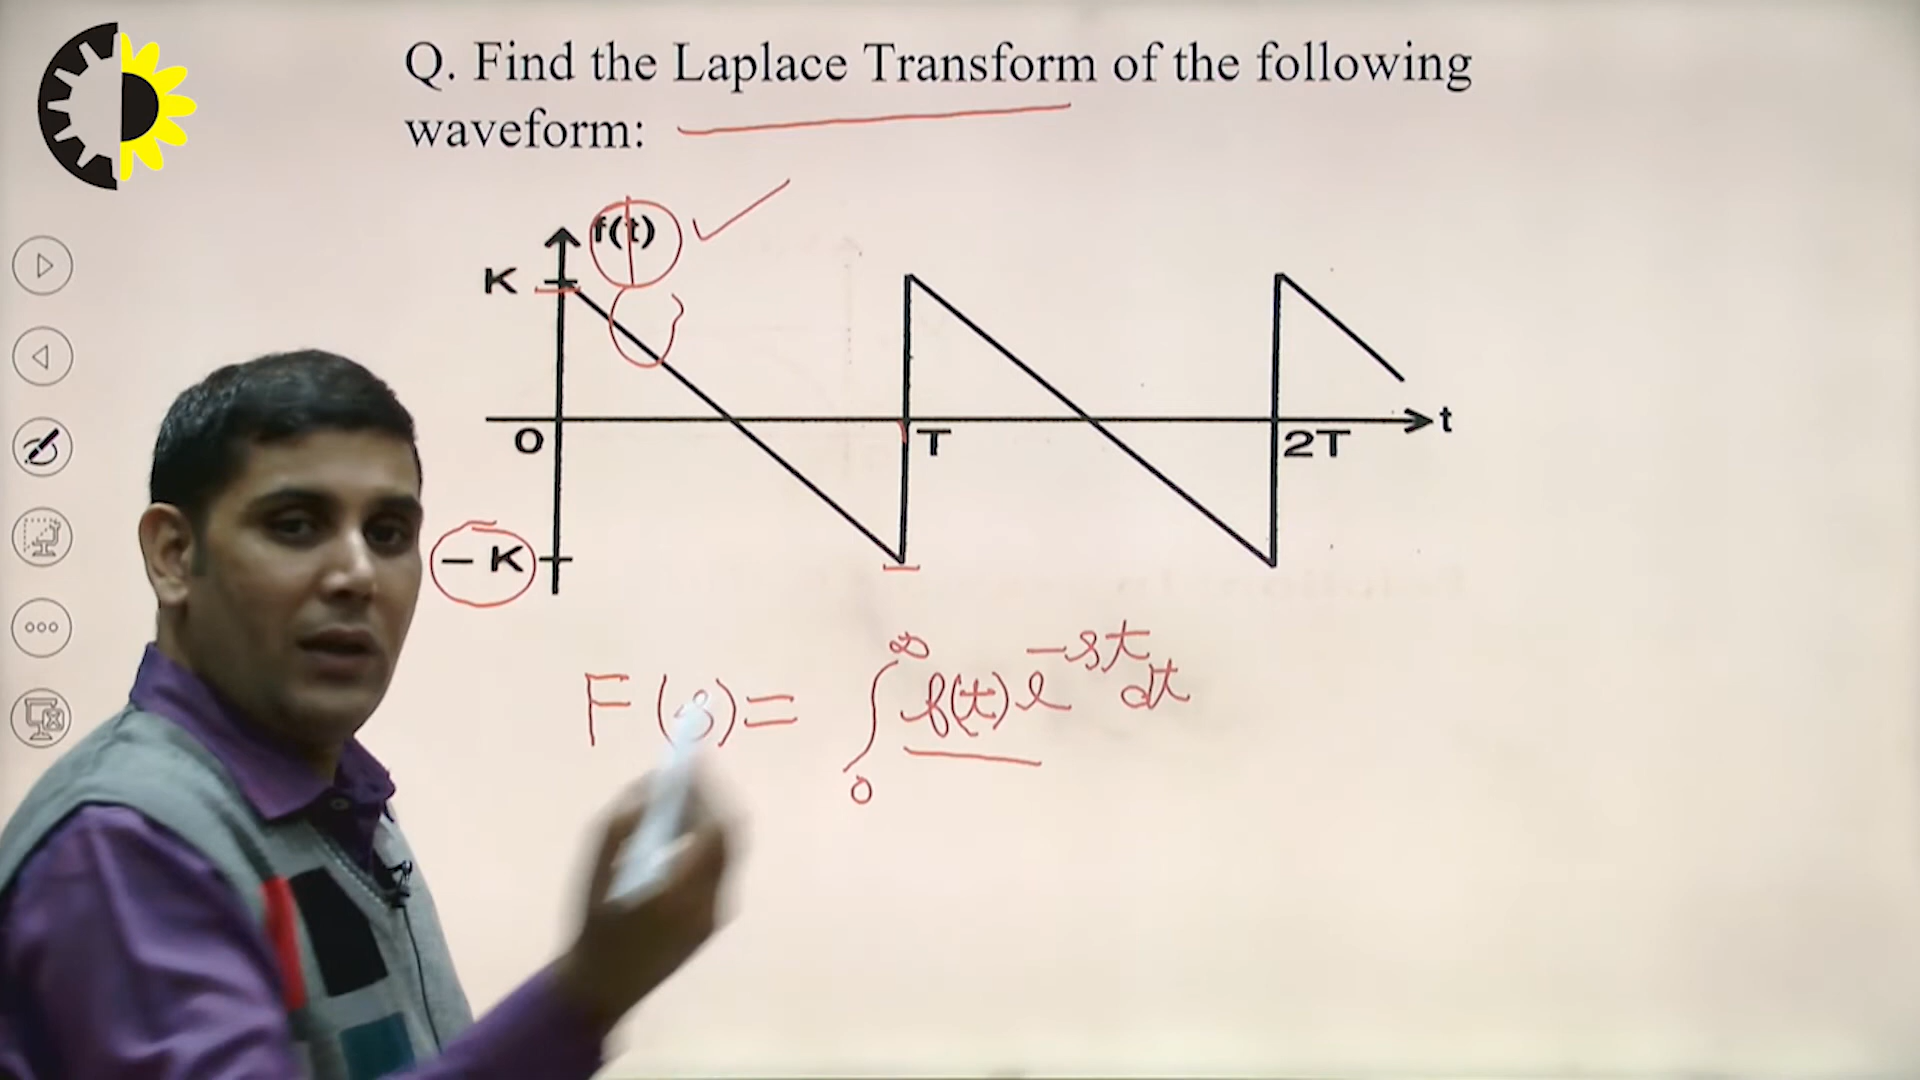 Q. Find the Laplace Transform of the following
waveform:
f(t)
K
0
T
2T
t
-K
F(s) = ∫₀^∞ f(t) e^{-st} dt